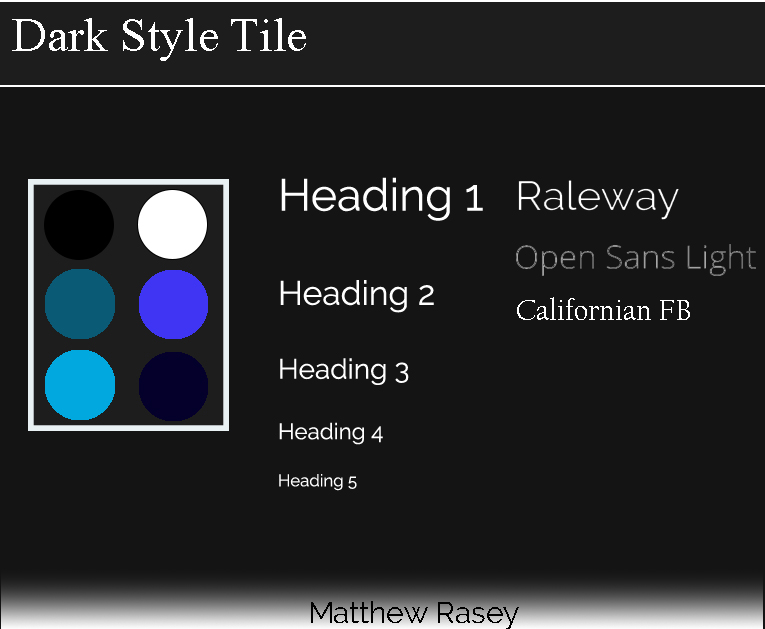 Dark Style Tile
Heading 1
Heading 2
Heading 3
Heading 4
Heading 5
Raleway
Open Sans Light
Californian FB
Matthew Rasey